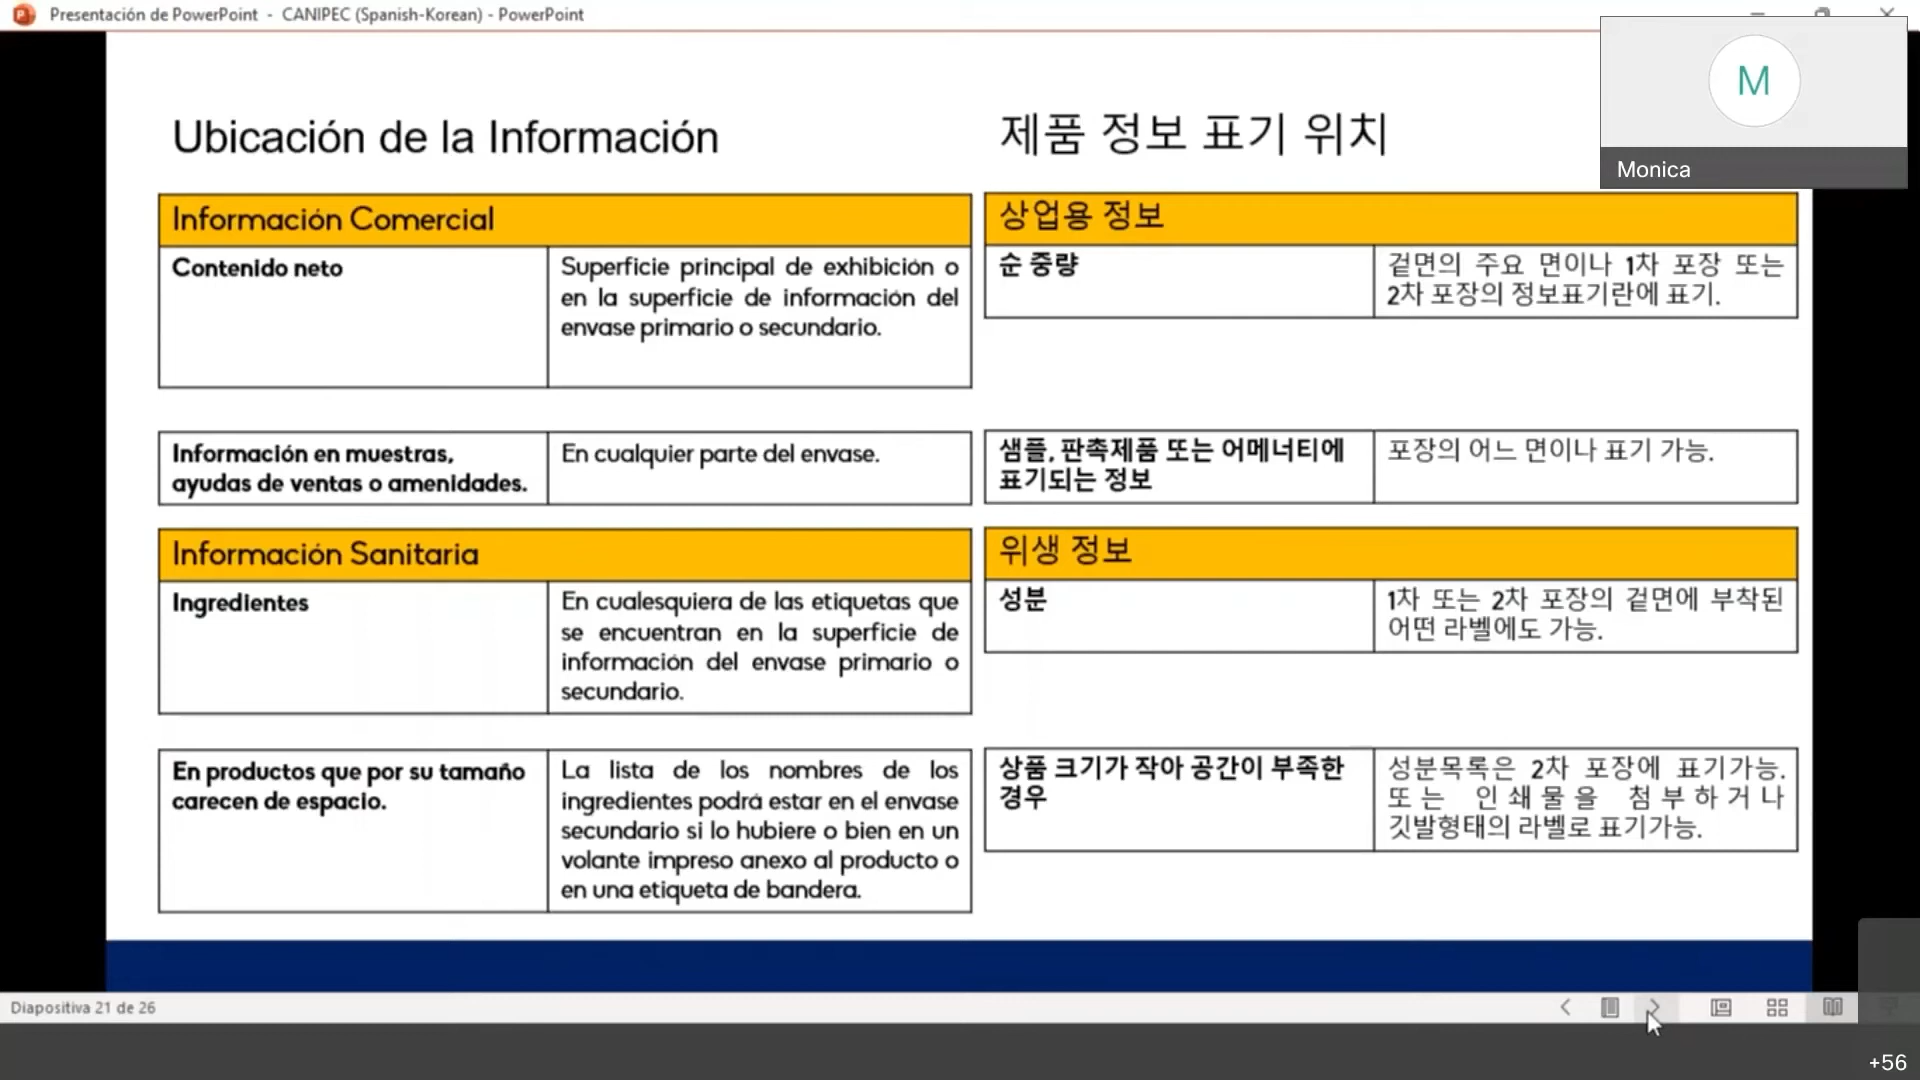 Presentación de PowerPoint - CANIPEC (Spanish-Korean) - PowerPoint
M
Monica
Ubicación de la Información
제품 정보 표기 위치
Información Comercial
Contenido neto
Superficie principal de exhibición o
en la superficie de información del
envase primario o secundario.
상업용 정보
순 중량
겉면의 주요 면이나 1차 포장 또는
2차 포장의 정보표기란에 표기.
Información en muestras,
ayudas de ventas o amenidades.
En cualquier parte del envase.
샘플, 판촉제품 또는 어메너티에
표기되는 정보
포장의 어느 면이나 표기 가능.
Información Sanitaria
Ingredientes
En cualesquiera de las etiquetas que
se encuentran en la superficie de
información del envase primario o
secundario.
위생 정보
성분
1차 또는 2차 포장의 겉면에 부착된
어떤 라벨에도 가능.
En productos que por su tamaño
carecen de espacio.
La lista de los nombres de los
ingredientes podrá estar en el envase
secundario si lo hubiere o bien en un
volante impreso anexo al producto o
en una etiqueta de bandera.
상품 크기가 작아 공간이 부족한
경우
성분목록은 2차 포장에 표기가능.
또는 인쇄물을 첨부하거나
깃발형태의 라벨로 표기가능.
Diapositiva 21 de 26
+56